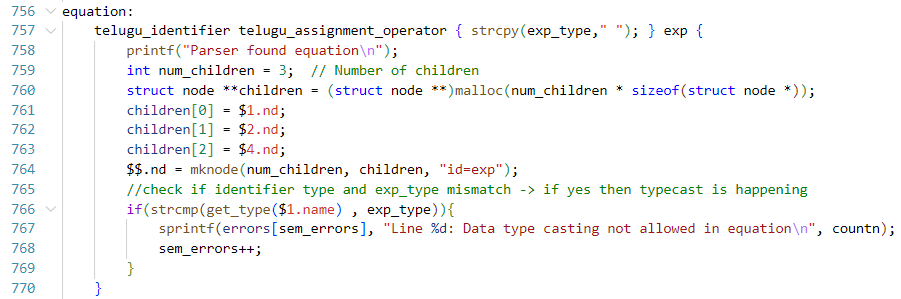 756 equation:
757 telugu_identifier telugu_assignment_operator { strcpy(exp_type," "); } exp {
758 printf("Parser found equation\n");
759 int num_children = 3;  // Number of children
760 struct node **children = (struct node **)malloc(num_children * sizeof(struct node *));
761 children[0] = $1.nd;
762 children[1] = $2.nd;
763 children[2] = $4.nd;
764 $$.nd = mknode(num_children, children, "id=exp");
765 //check if identifier type and exp_type mismatch -> if yes then typecast is happening
766 if(strcmp(get_type($1.name) , exp_type)){
767 sprintf(errors[sem_errors], "Line %d: Data type casting not allowed in equation\n", countn);
768 sem_errors++;
769 }
770 }